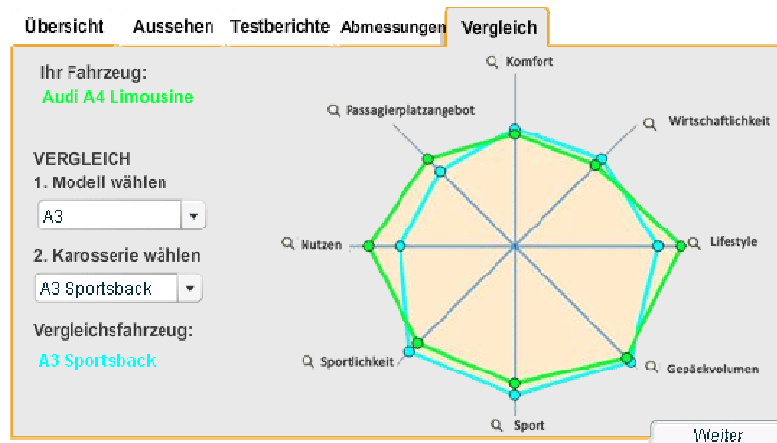 Übersicht
Aussehen
Testberichte
Abmessungen
Vergleich
Ihr Fahrzeug:
Audi A4 Limousine
VERGLEICH
1. Modell wählen
A3
2. Karosserie wählen
A3 Sportsback
Vergleichsfahrzeug:
A3 Sportsback
Komfort
Passagierplatzangebot
Wirtschaftlichkeit
Nutzen
Lifestyle
Sportlichkeit
Gepäckvolumen
Sport
Weiter